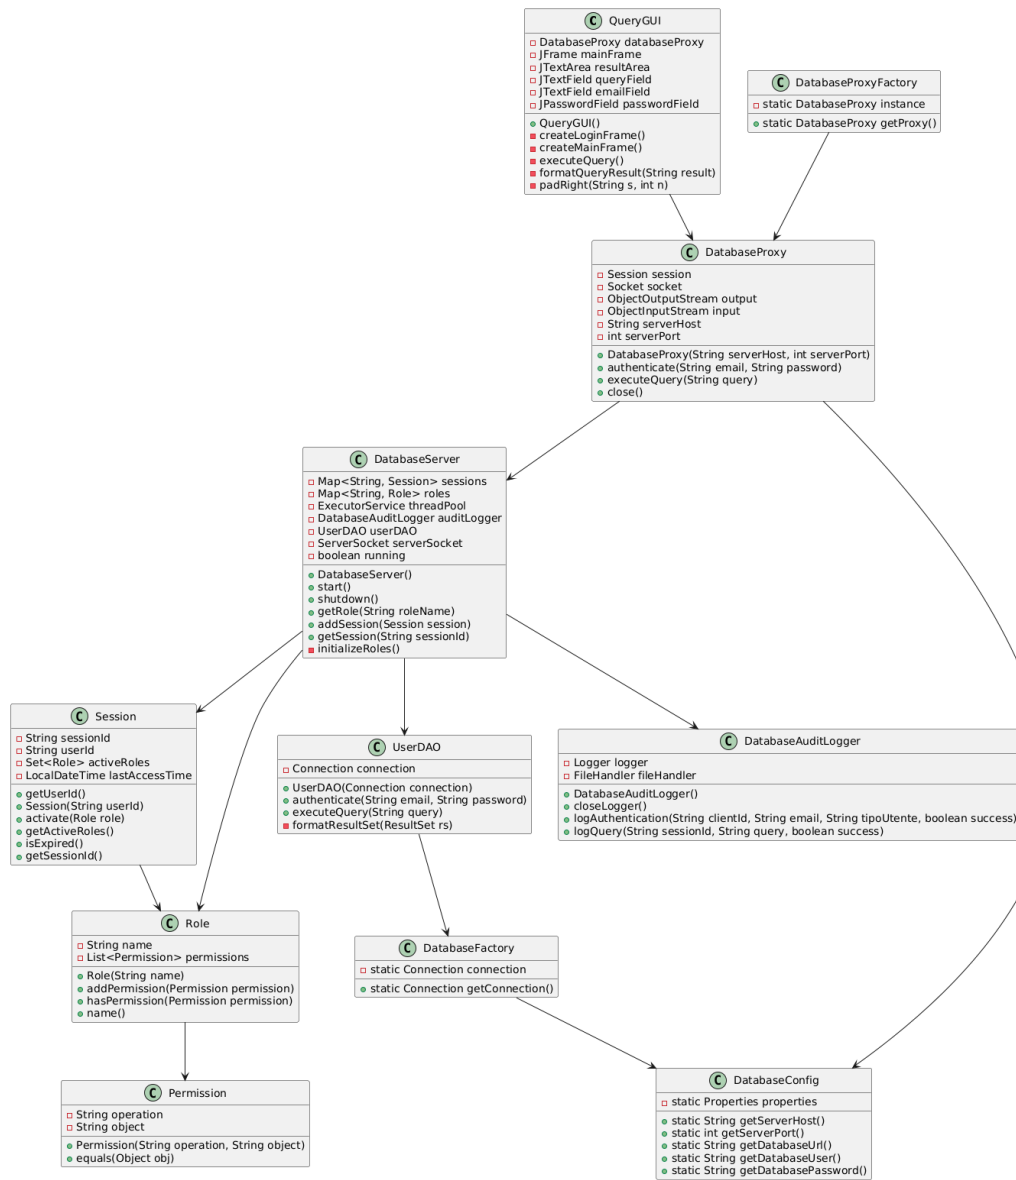 C QueryGUI
DatabaseProxy databaseProxy
JFrame mainFrame
JTextArea resultArea
JTextField queryField
JTextField emailField
JPasswordField passwordField
QueryGUI()
createLoginFrame()
createMainFrame()
executeQuery()
formatQueryResult(String result)
padRight(String s, int n)
C DatabaseProxyFactory
static DatabaseProxy instance
static DatabaseProxy getProxy()
C DatabaseProxy
Session session
Socket socket
ObjectOutputStream output
ObjectInputStream input
String serverHost
int serverPort
DatabaseProxy(String serverHost, int serverPort)
authenticate(String email, String password)
executeQuery(String query)
close()
C DatabaseServer
Map<String, Session> sessions
Map<String, Role> roles
ExecutorService threadPool
DatabaseAuditLogger auditLogger
UserDAO userDAO
ServerSocket serverSocket
boolean running
DatabaseServer()
start()
shutdown()
getRole(String roleName)
addSession(Session session)
getSession(String sessionId)
initializeRoles()
C Session
String sessionId
String userId
Set<Role> activeRoles
LocalDateTime lastAccessTime
getUserId()
Session(String userId)
activate(Role role)
getActiveRoles()
isExpired()
getSessionId()
C UserDAO
Connection connection
UserDAO(Connection connection)
authenticate(String email, String password)
executeQuery(String query)
formatResultSet(ResultSet rs)
C DatabaseAuditLogger
Logger logger
FileHandler fileHandler
DatabaseAuditLogger()
closeLogger()
logAuthentication(String clientId, String email, String tipoUtente, boolean success)
logQuery(String sessionId, String query, boolean success)
C Role
String name
List<Permission> permissions
Role(String name)
addPermission(Permission permission)
hasPermission(Permission permission)
name()
C DatabaseFactory
static Connection connection
static Connection getConnection()
C Permission
String operation
String object
Permission(String operation, String object)
equals(Object obj)
C DatabaseConfig
static Properties properties
static String getServerHost()
static int getServerPort()
static String getDatabaseUrl()
static String getDatabaseUser()
static String getDatabasePassword()